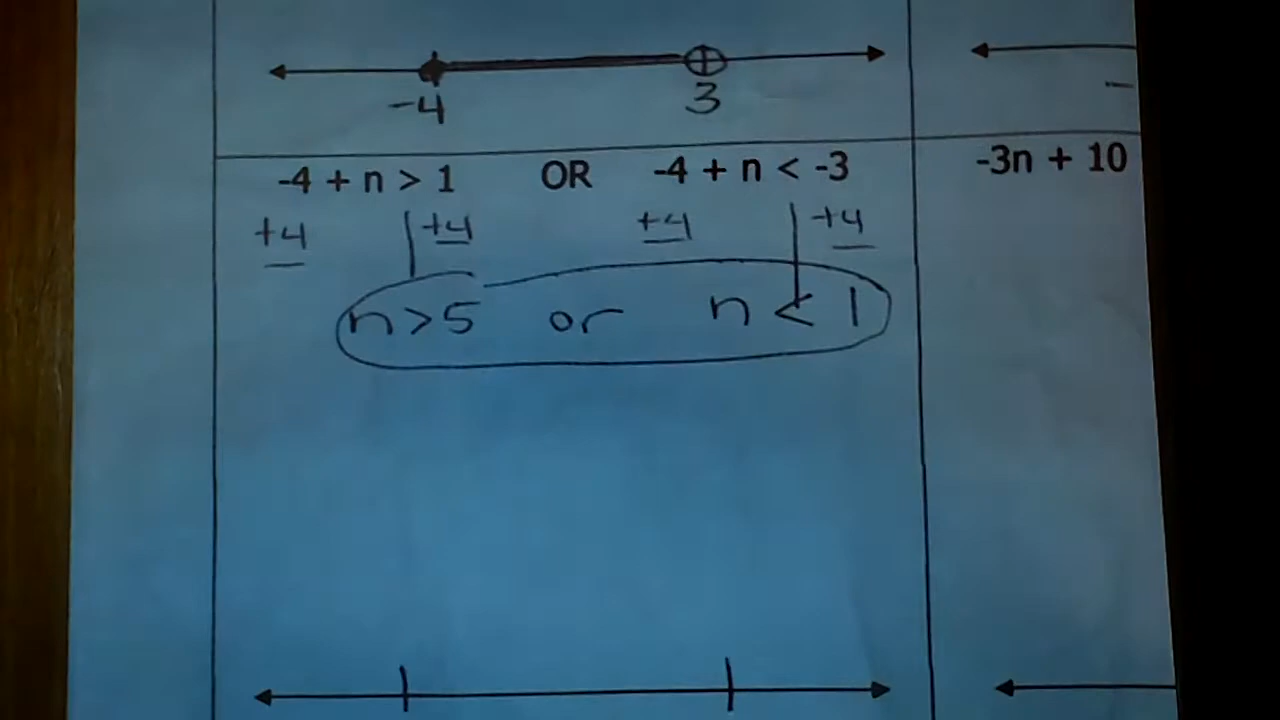 -4 3
-4 + n > 1 OR -4 + n < -3
+4 +4 +4 +4
n > 5 or n < 1
-3n + 10